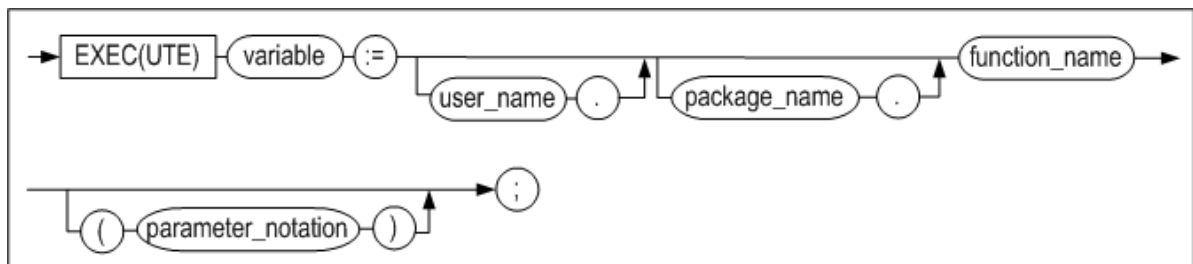 EXEC(UTE) variable := function_name
user_name . package_name .
;
( parameter_notation )